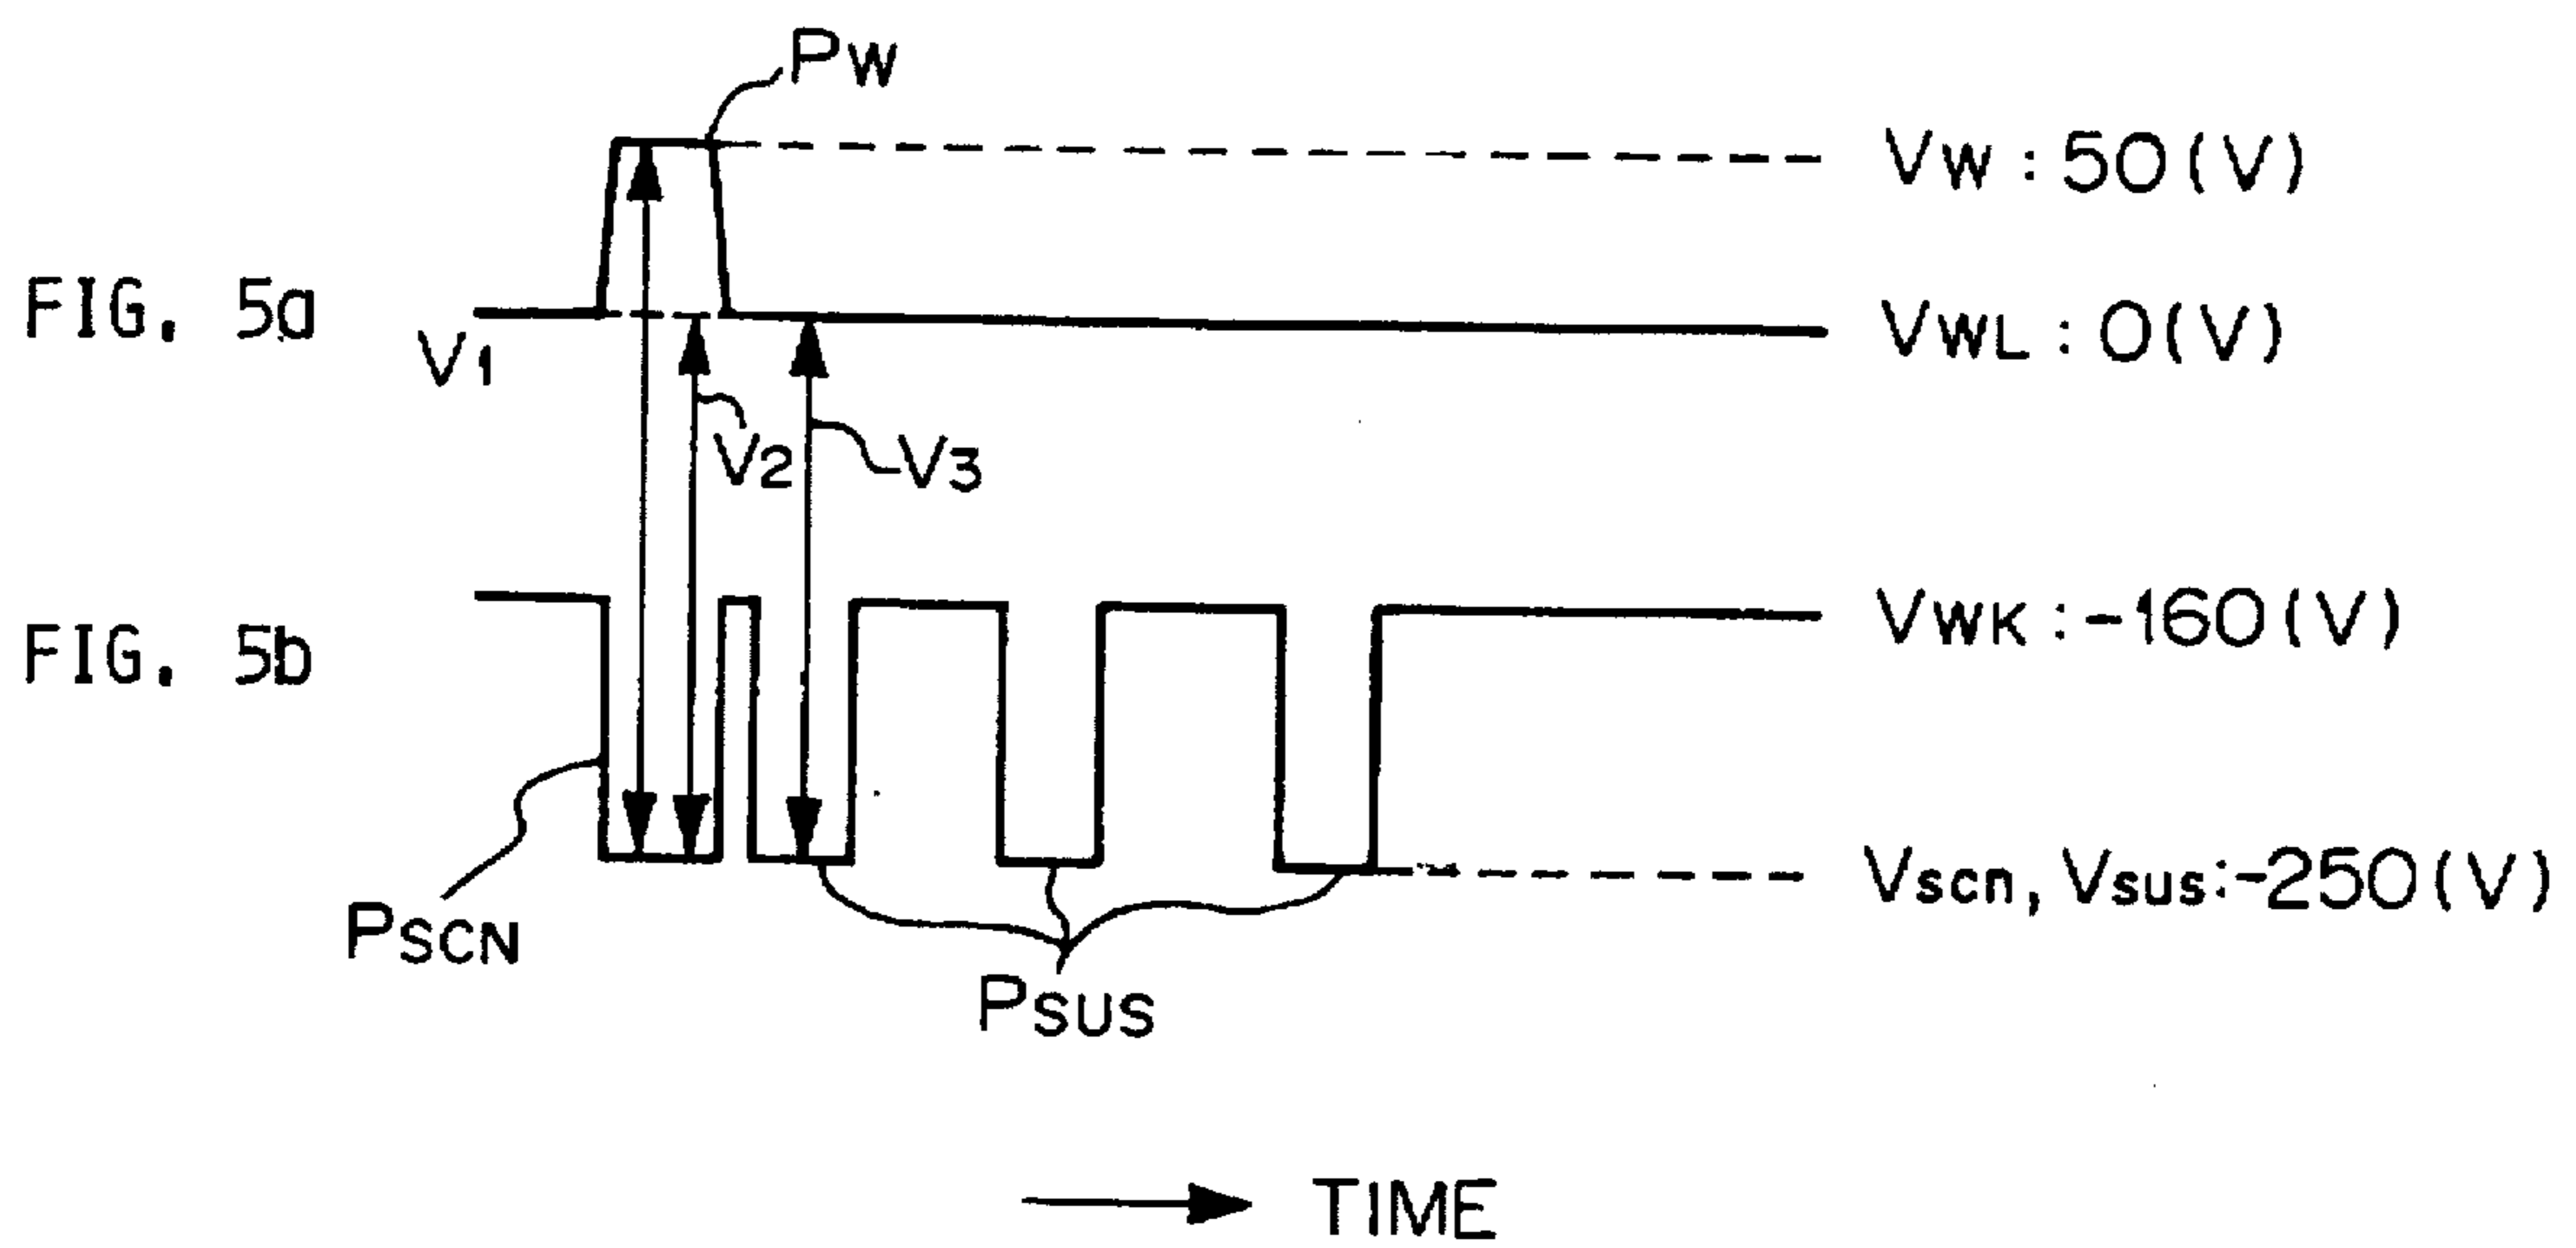 PW
VW : 50 (V)
FIG. 5a
VWL : 0 (V)
V1
V2
V3
VWK : -160 (V)
FIG. 5b
Vscn, Vsus : -250 (V)
PSCN
PSUS
TIME